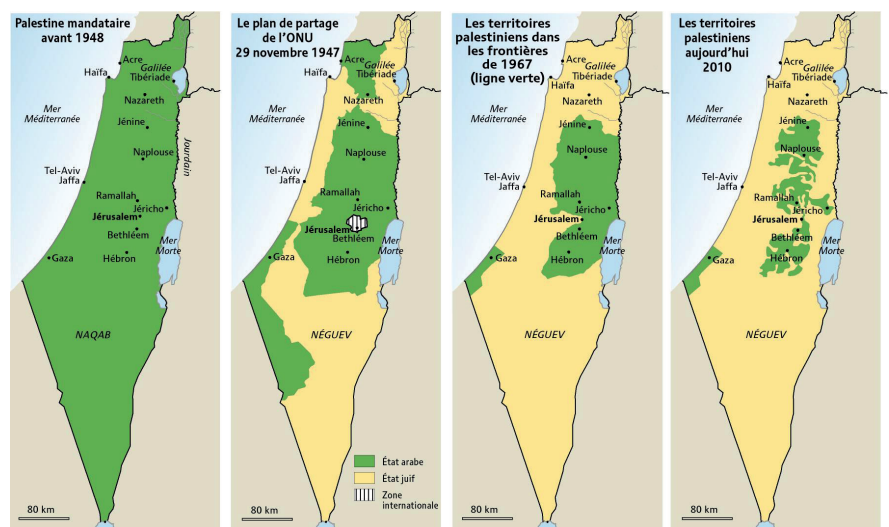 Palestine mandataire
avant 1948
Acre
Galilée
Haïfa
Tibériade
Mer
Méditerranée
Nazareth
Jénine
Jourdain
Naplouse
Tel-Aviv
Jaffa
Ramallah
Jéricho
Jérusalem
Bethléem
Mer
Morte
Gaza
Hébron
NAQAB
80 km
Le plan de partage
de l'ONU
29 novembre 1947
Acre
Galilée
Haïfa
Tibériade
Mer
Méditerranée
Nazareth
Jénine
Naplouse
Tel-Aviv
Jaffa
Ramallah
Jéricho
Jérusalem
Bethléem
Mer
Morte
Gaza
Hébron
NÉGUEV
État arabe
État juif
Zone
internationale
80 km
Les territoires
palestiniens dans
les frontières
de 1967
(ligne verte)
Acre
Galilée
Tibériade
Haïfa
Mer
Méditerranée
Nazareth
Jénine
Naplouse
Tel-Aviv
Jaffa
Ramallah
Jéricho
Jérusalem
Bethléem
Mer
Morte
Gaza
Hébron
NÉGUEV
80 km
Les territoires
palestiniens
aujourd'hui
2010
Acre
Galilée
Tibériade
Haïfa
Mer
Méditerranée
Nazareth
Jénine
Naplouse
Tel-Aviv
Jaffa
Ramallah
Jéricho
Jérusalem
Bethléem
Mer
Morte
Gaza
Hébron
NÉGUEV
80 km